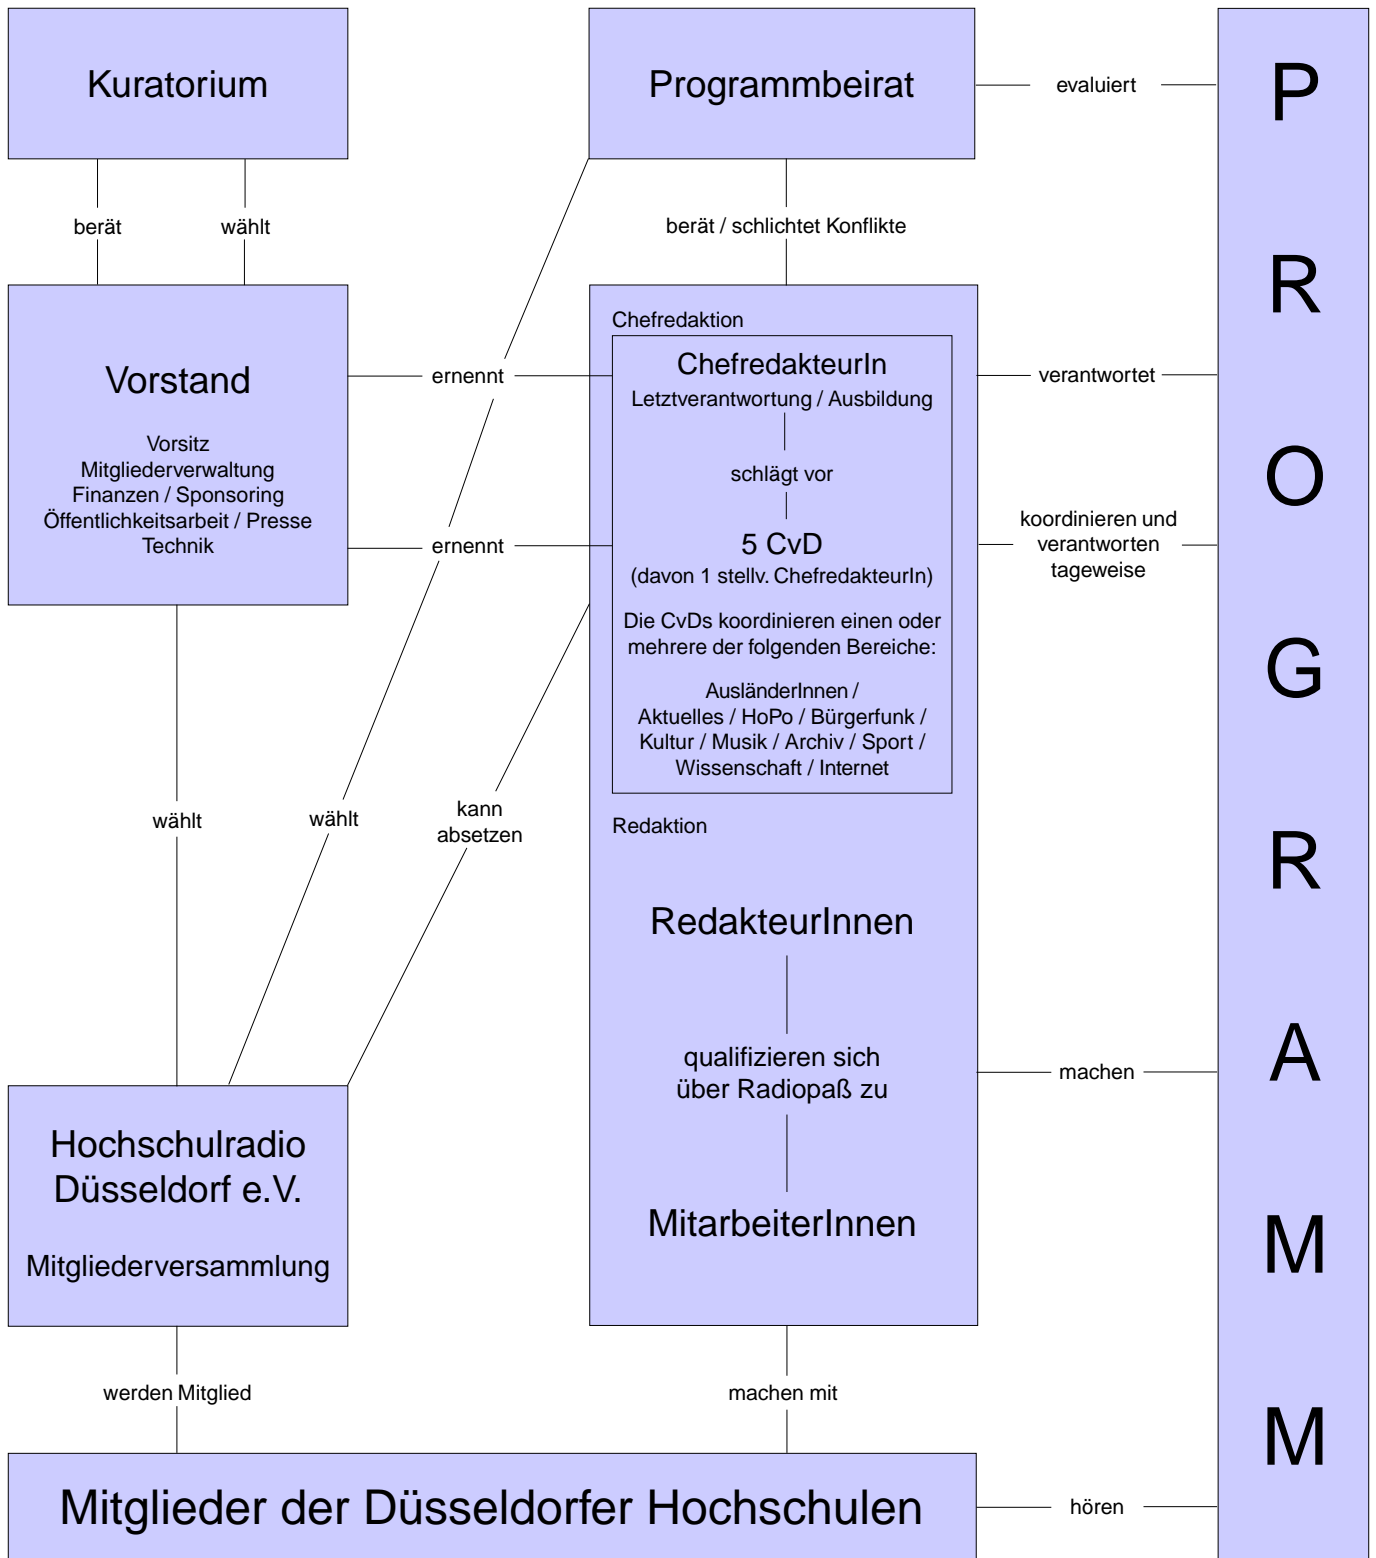 Kuratorium
Programmbeirat
evaluiert
P
R
O
G
R
A
M
M
berät
wählt
berät / schlichtet Konflikte
Vorstand
Vorsitz
Mitgliederverwaltung
Finanzen / Sponsoring
Öffentlichkeitsarbeit / Presse
Technik
ernennt
ernennt
Chefredaktion
ChefredakteurIn
Letztverantwortung / Ausbildung
schlägt vor
5 CvD
(davon 1 stellv. ChefredakteurIn)
Die CvDs koordinieren einen oder
mehrere der folgenden Bereiche:
AusländerInnen /
Aktuelles / HoPo / Bürgerfunk /
Kultur / Musik / Archiv / Sport /
Wissenschaft / Internet
verantwortet
koordinieren und
verantworten
tageweise
wählt
wählt
kann
absetzen
Redaktion
RedakteurInnen
qualifizieren sich
über Radiopaß zu
MitarbeiterInnen
machen
Hochschulradio
Düsseldorf e.V.
Mitgliederversammlung
werden Mitglied
machen mit
Mitglieder der Düsseldorfer Hochschulen
hören